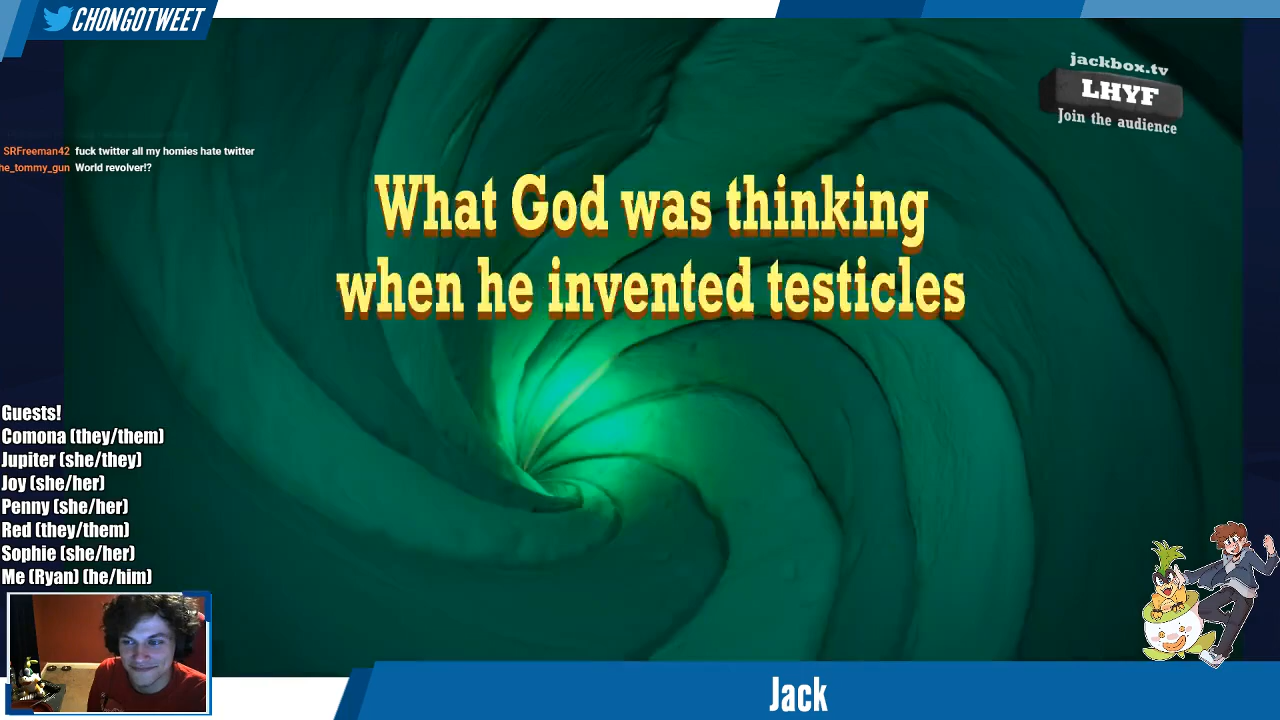 CHONGOTWEET
jackbox.tv
LHYF
Join the audience
SRFreeman42 fuck twitter all my homies hate twitter
he_tommy_gun World revolver!?
What God was thinking
when he invented testicles
Guests!
Comona (they/them)
Jupiter (she/they)
Joy (she/her)
Penny (she/her)
Red (they/them)
Sophie (she/her)
Me (Ryan) (he/him)
Jack